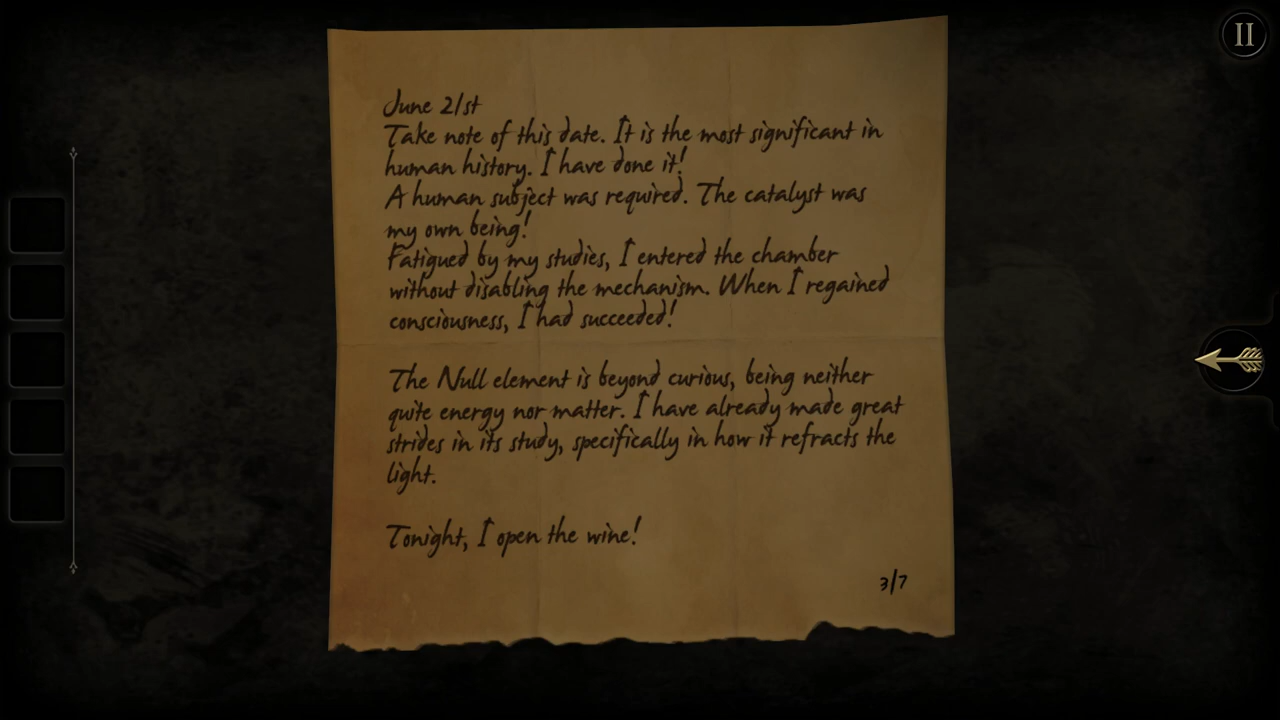 II
June 21st
Take note of this date. It is the most significant in
human history. I have done it!
A human subject was required. The catalyst was
my own being!
Fatigued by my studies, I entered the chamber
without disabling the mechanism. When I regained
consciousness, I had succeeded!
The Null element is beyond curious, being neither
quite energy nor matter. I have already made great
strides in its study, specifically in how it refracts the
light.
Tonight, I open the wine!
3/7